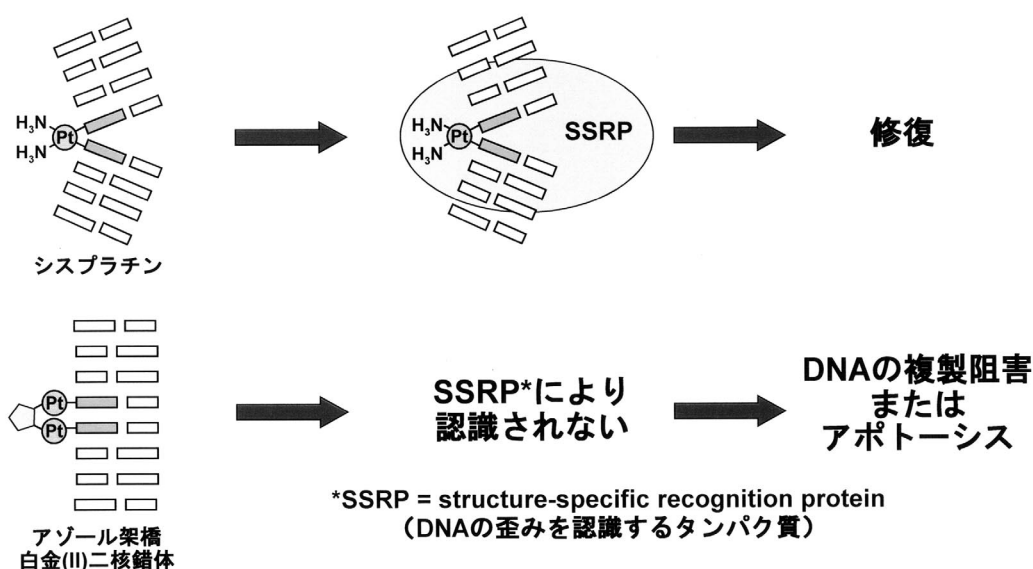 H₃N
Pt
H₃N
シスプラチン
H₃N
Pt
H₃N
SSRP
修復
Pt
Pt
アゾール架橋
白金(II)二核錯体
SSRP*により
認識されない
DNAの複製阻害
または
アポトーシス
*SSRP = structure-specific recognition protein
（DNAの歪みを認識するタンパク質）